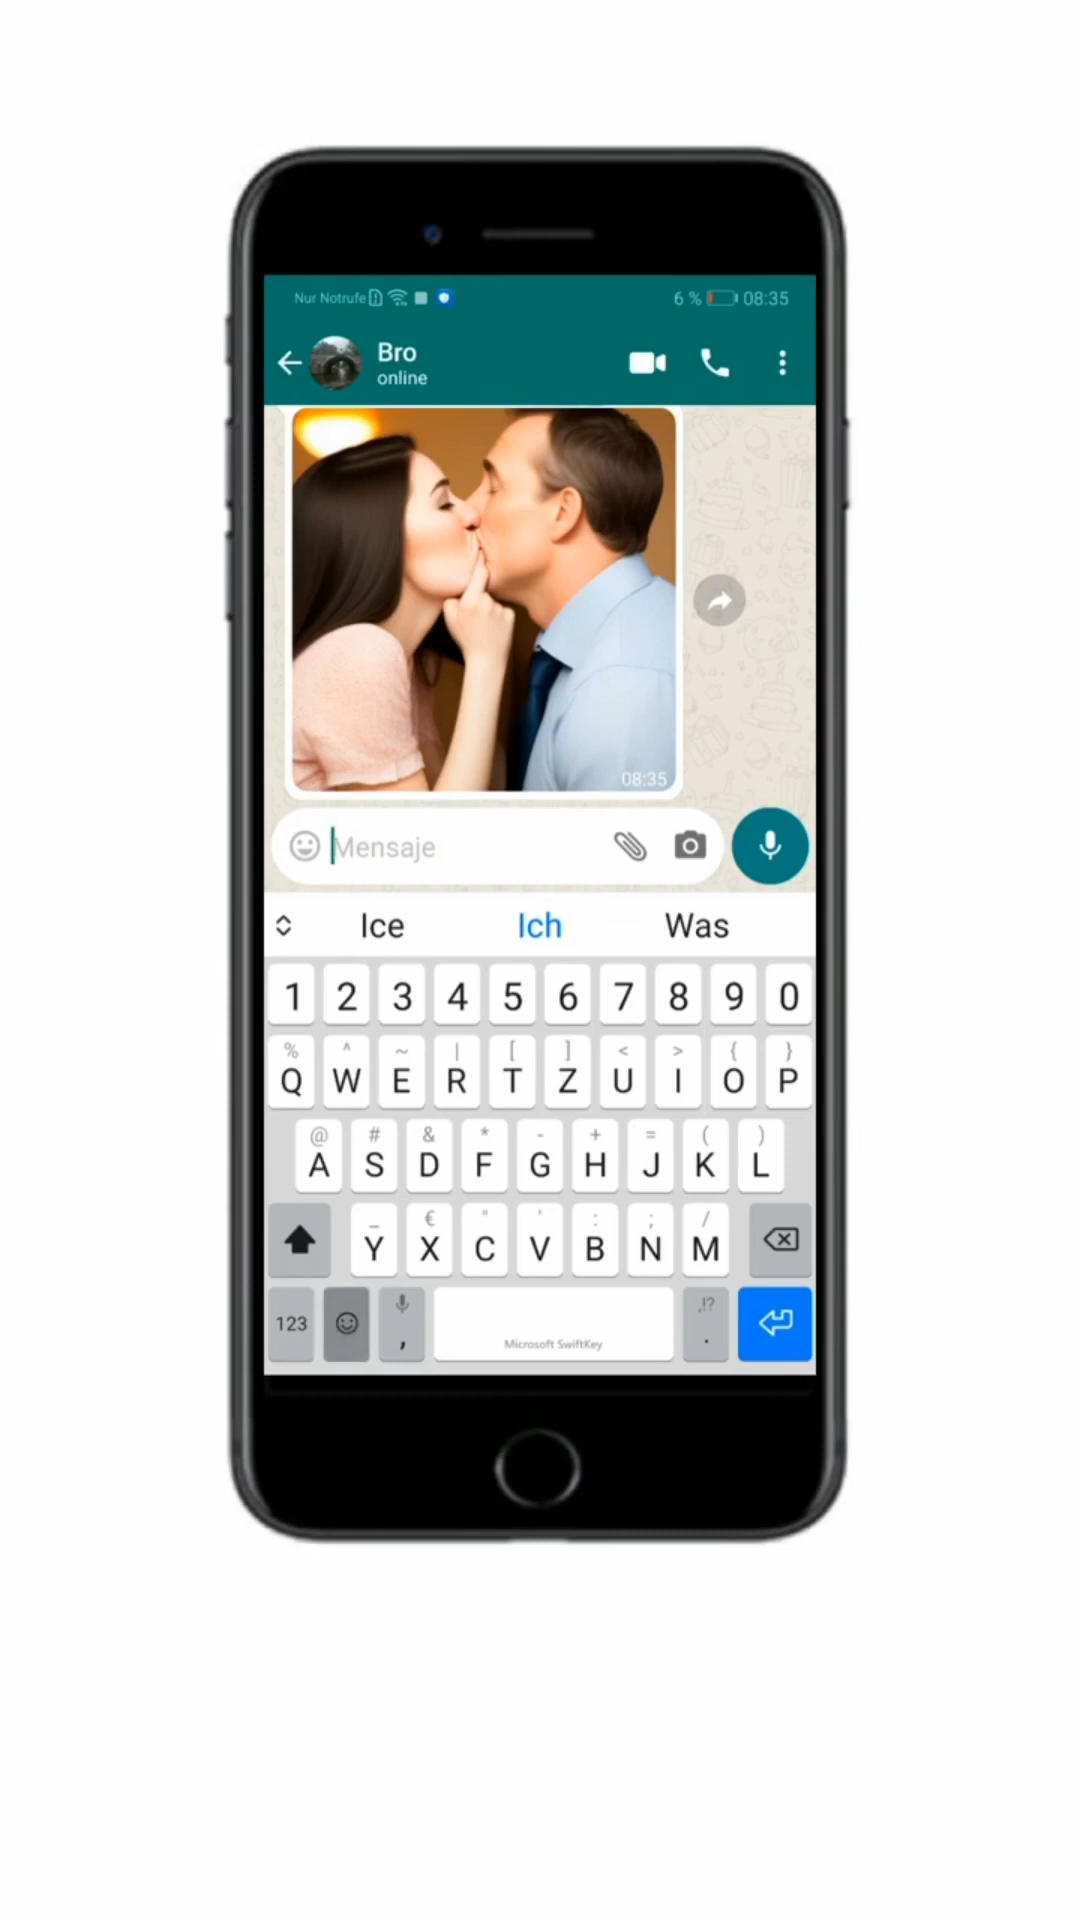 Nur Notrufe 6 % 08:35
Bro
online
08:35
Mensaje
Ice Ich Was
1 2 3 4 5 6 7 8 9 0
% ^ ~ | [ ] < > { }
Q W E R T Z U I O P
@ # & * - + = ( )
A S D F G H J K L
_ € " ' : ; /
Y X C V B N M
123 , Microsoft SwiftKey ,!? .